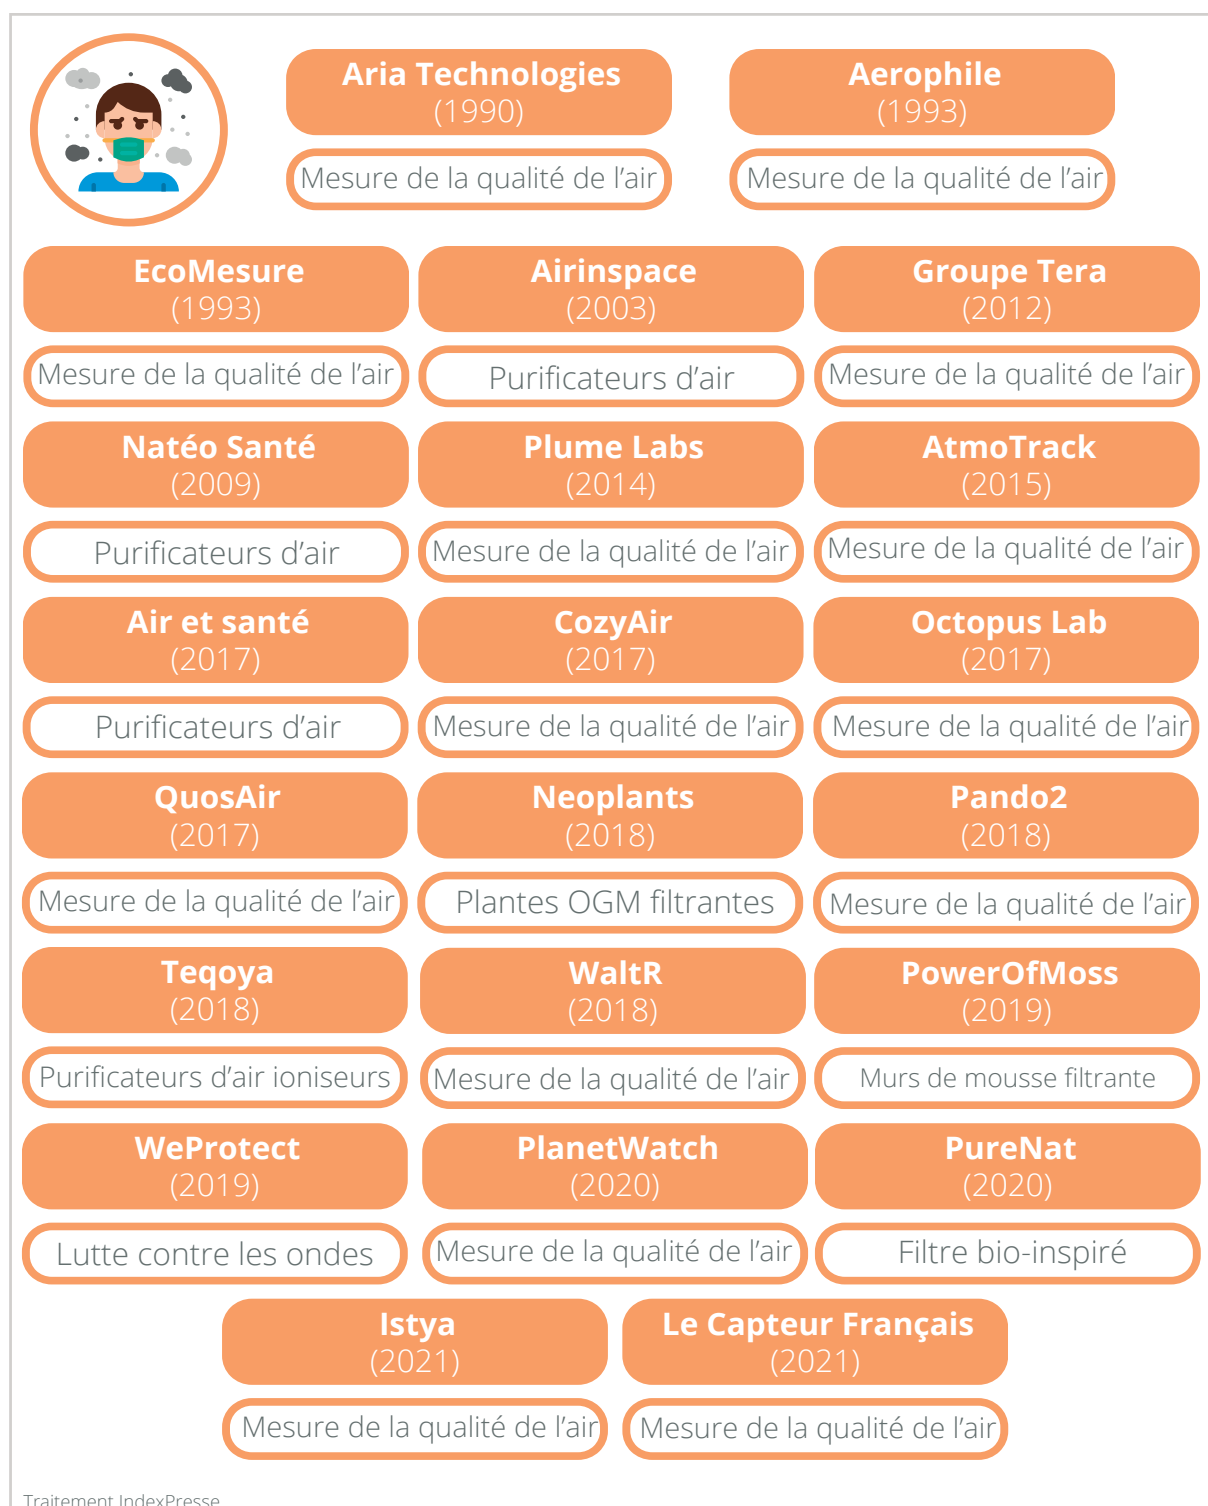 Aria Technologies
(1990)
Mesure de la qualité de l’air
Aerophile
(1993)
Mesure de la qualité de l’air
EcoMesure
(1993)
Mesure de la qualité de l’air
Airinspace
(2003)
Purificateurs d’air
Groupe Tera
(2012)
Mesure de la qualité de l’air
Natéo Santé
(2009)
Purificateurs d’air
Plume Labs
(2014)
Mesure de la qualité de l’air
AtmoTrack
(2015)
Mesure de la qualité de l’air
Air et santé
(2017)
Purificateurs d’air
CozyAir
(2017)
Mesure de la qualité de l’air
Octopus Lab
(2017)
Mesure de la qualité de l’air
QuosAir
(2017)
Mesure de la qualité de l’air
Neoplants
(2018)
Plantes OGM filtrantes
Pando2
(2018)
Mesure de la qualité de l’air
Teqoya
(2018)
Purificateurs d’air ioniseurs
WaltR
(2018)
Mesure de la qualité de l’air
PowerOfMoss
(2019)
Murs de mousse filtrante
WeProtect
(2019)
Lutte contre les ondes
PlanetWatch
(2020)
Mesure de la qualité de l’air
PureNat
(2020)
Filtre bio-inspiré
Istya
(2021)
Mesure de la qualité de l’air
Le Capteur Français
(2021)
Mesure de la qualité de l’air
Traitement IndexPresse